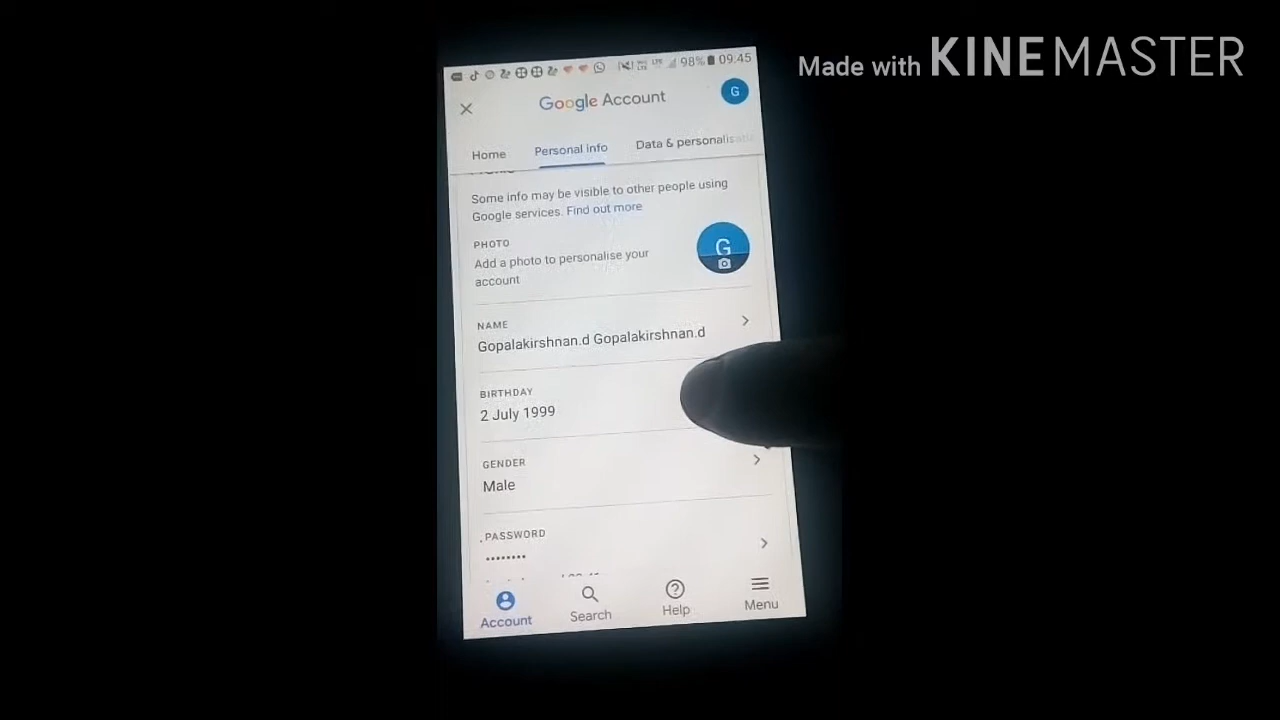 Made with KINEMASTER
98% 09:45
Google Account
G
Home Personal info Data & personalisation
Some info may be visible to other people using
Google services. Find out more
PHOTO
Add a photo to personalise your
account
G
NAME
Gopalakirshnan.d Gopalakirshnan.d
BIRTHDAY
2 July 1999
GENDER
Male
PASSWORD
••••••••
Account Search Help Menu